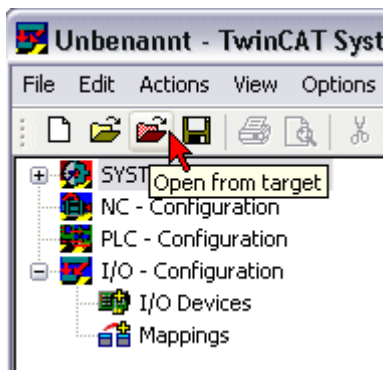 Unbenannt - TwinCAT Syst
File Edit Actions View Options
SYST
Open from target
NC - Configuration
PLC - Configuration
I/O - Configuration
I/O Devices
Mappings